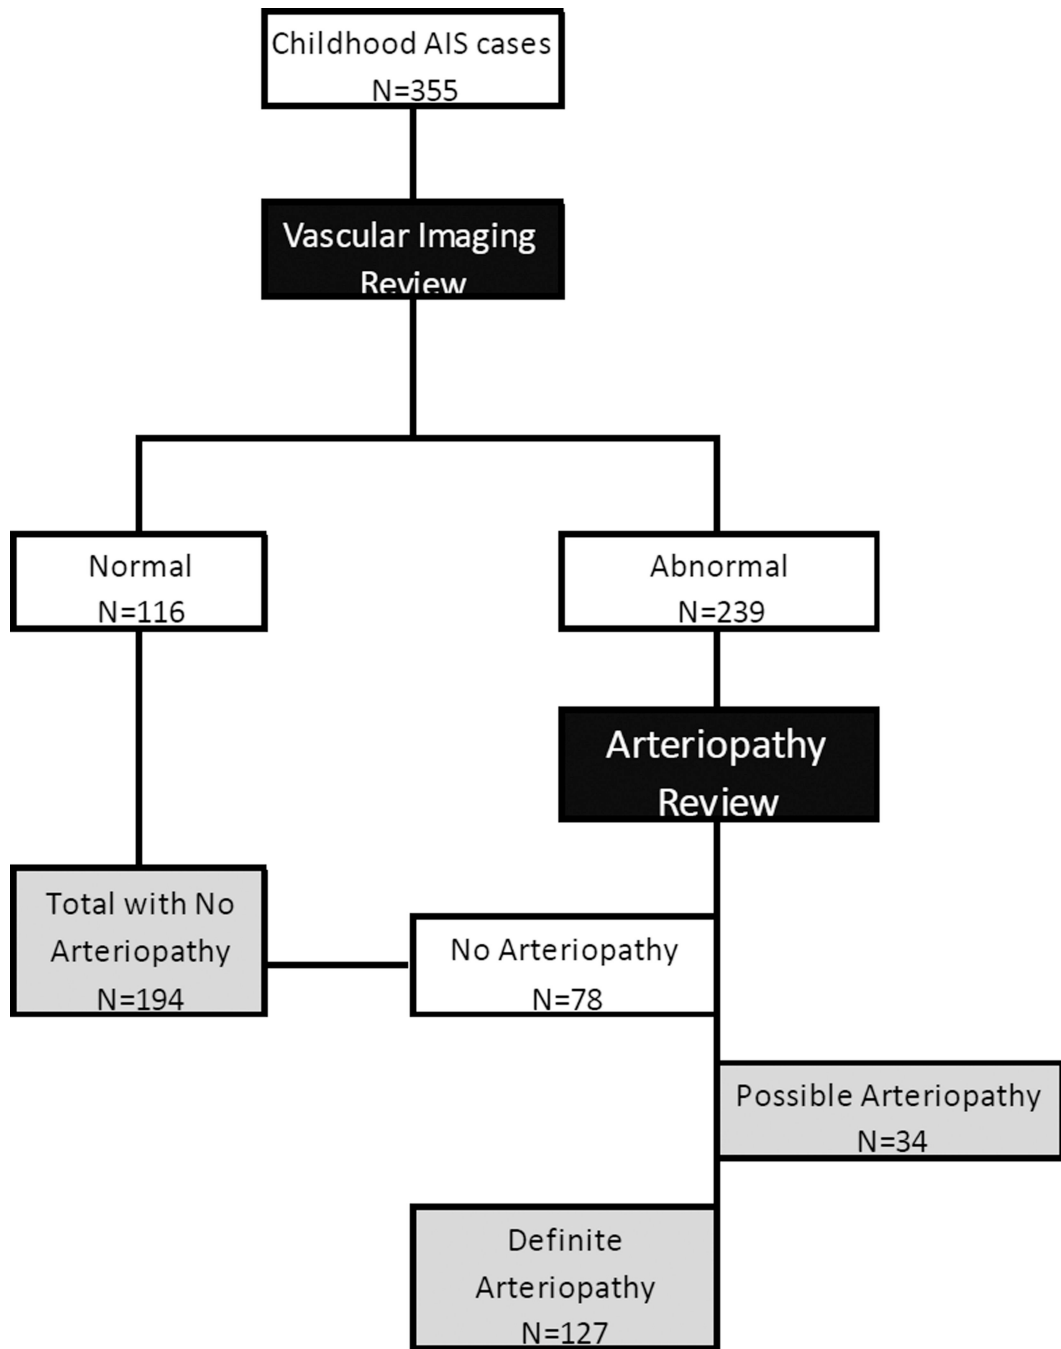 Childhood AIS cases
N=355
Vascular Imaging
Review
Normal
N=116
Abnormal
N=239
Arteriopathy
Review
Total with No
Arteriopathy
N=194
No Arteriopathy
N=78
Possible Arteriopathy
N=34
Definite
Arteriopathy
N=127